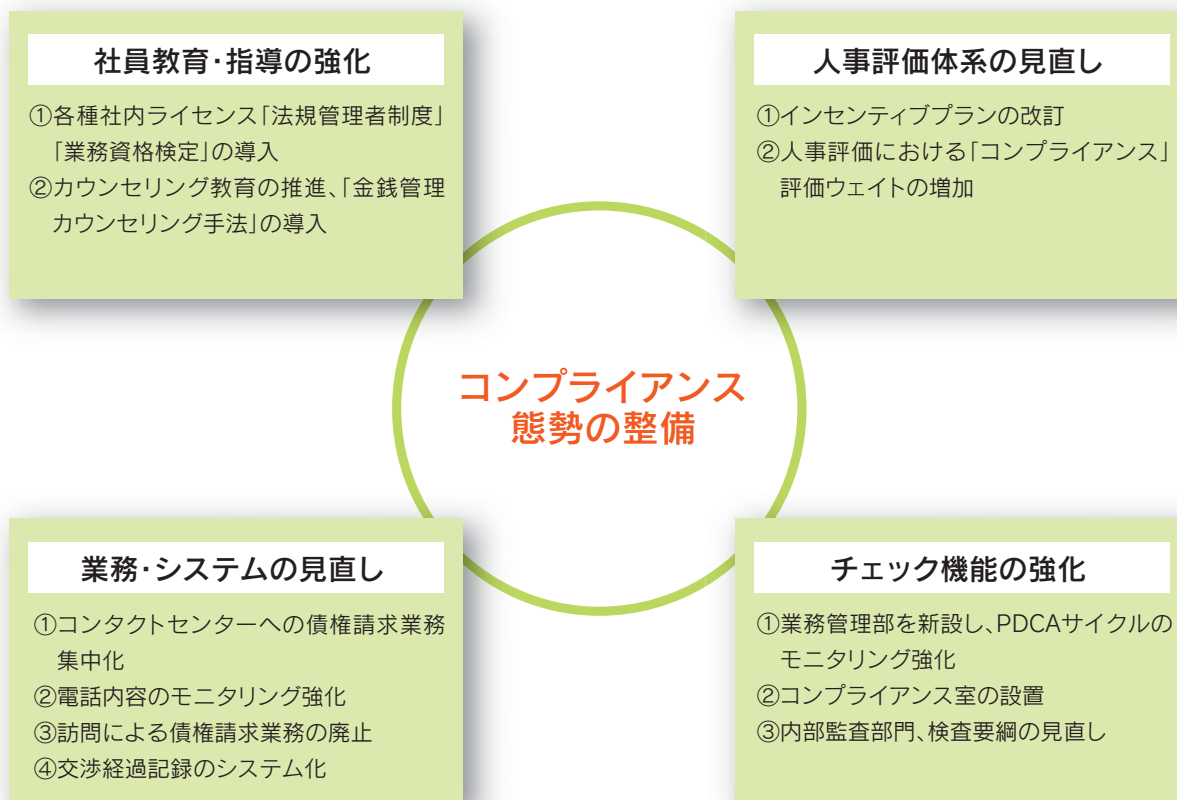 社員教育・指導の強化
①各種社内ライセンス「法規管理者制度」
「業務資格検定」の導入
②カウンセリング教育の推進、「金銭管理
カウンセリング手法」の導入
人事評価体系の見直し
①インセンティブプランの改訂
②人事評価における「コンプライアンス」
評価ウェイトの増加
コンプライアンス
態勢の整備
業務・システムの見直し
①コンタクトセンターへの債権請求業務
集中化
②電話内容のモニタリング強化
③訪問による債権請求業務の廃止
④交渉経過記録のシステム化
チェック機能の強化
①業務管理部を新設し、PDCAサイクルの
モニタリング強化
②コンプライアンス室の設置
③内部監査部門、検査要綱の見直し